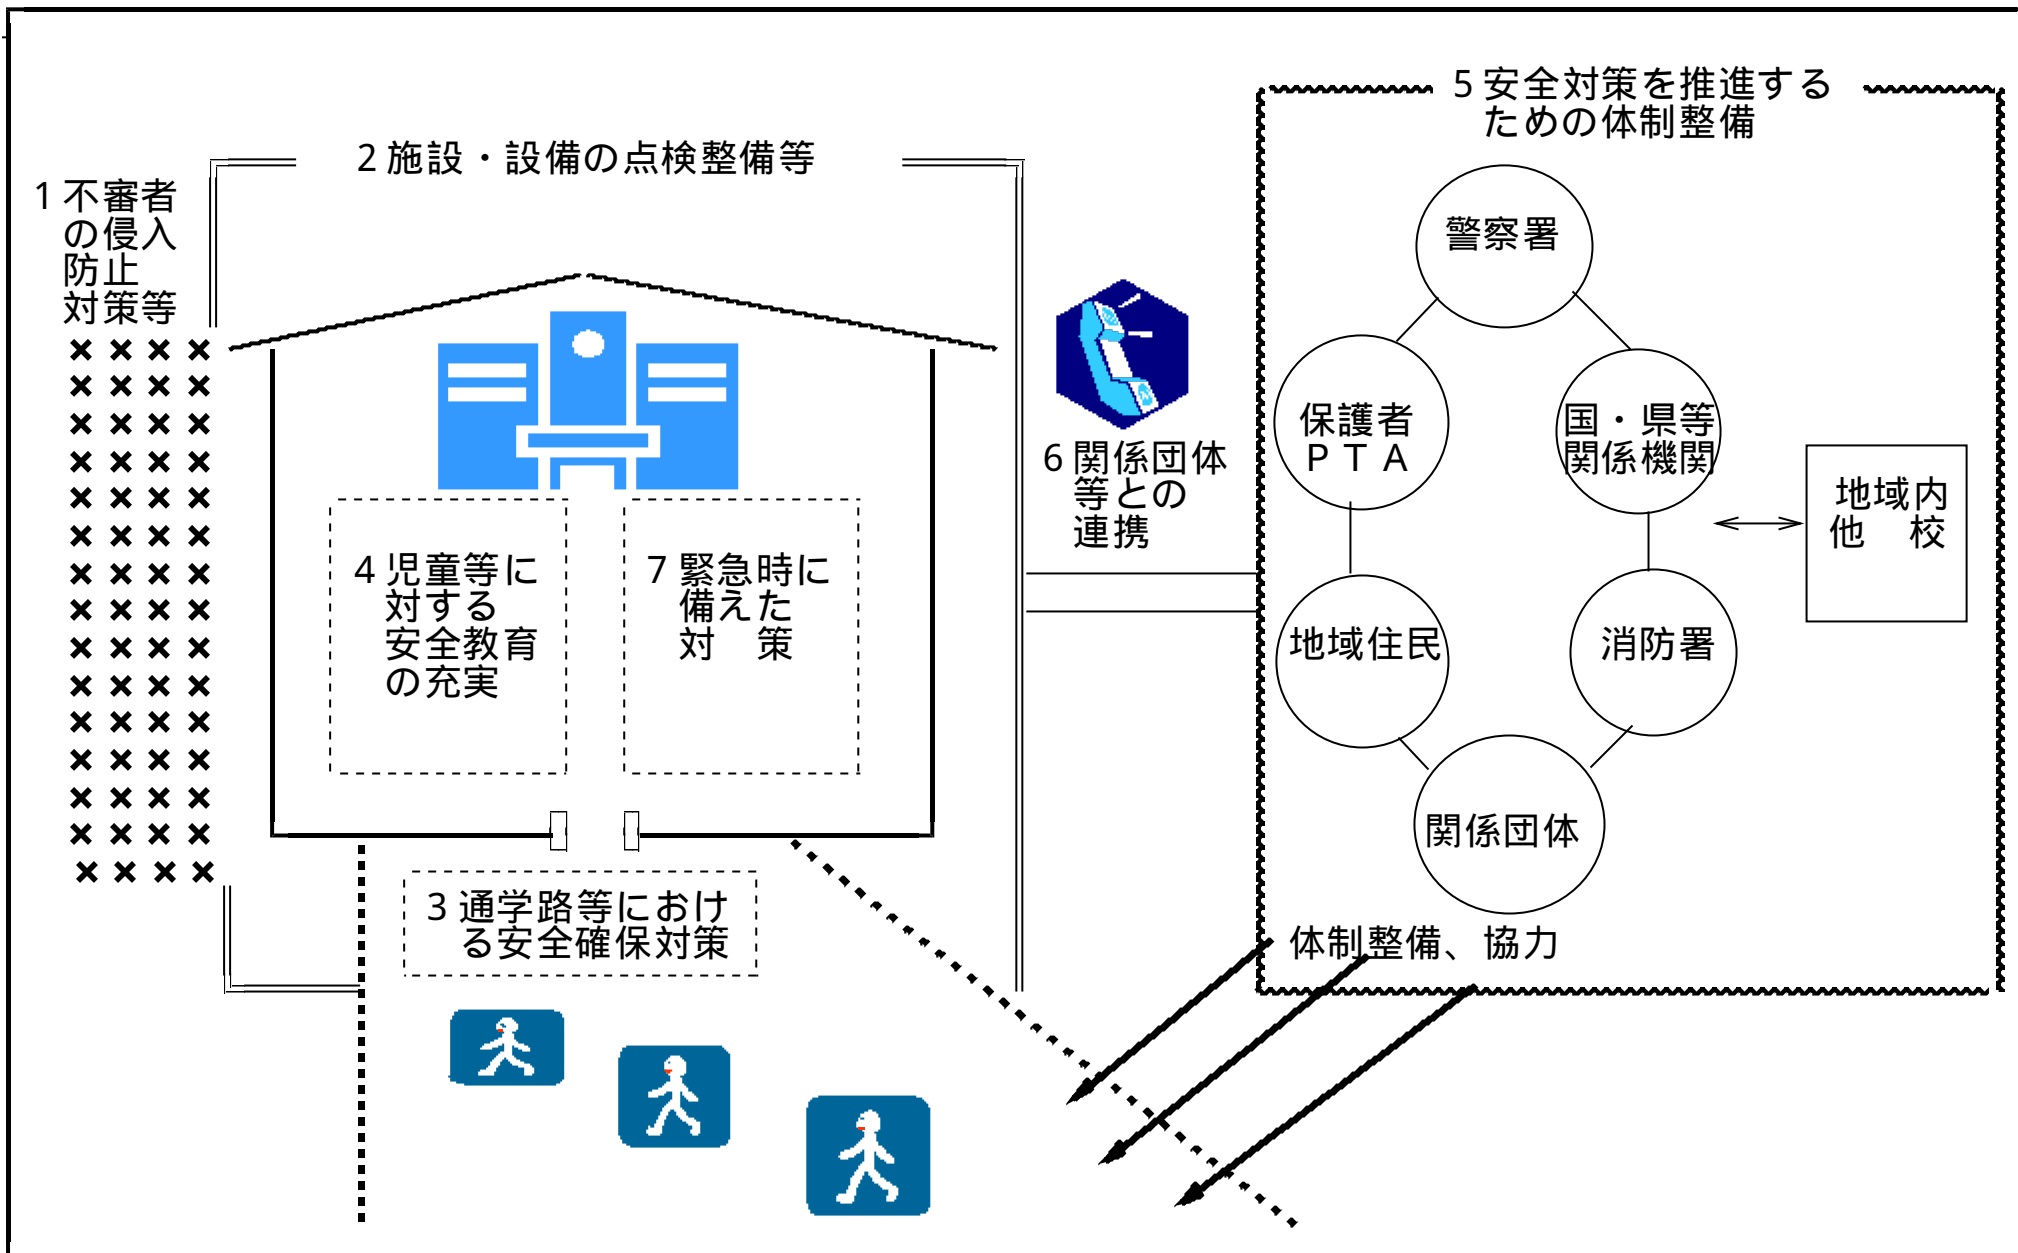 1 不審者
の侵入
防止
対策等
2 施設・設備の点検整備等
4 児童等に
対する
安全教育
の充実
7 緊急時に
備えた
対　策
3 通学路等におけ
る安全確保対策
6 関係団体
等との
連携
5 安全対策を推進する
ための体制整備
警察署
保護者
ＰＴＡ
国・県等
関係機関
地域内
他　校
地域住民
消防署
関係団体
体制整備、協力